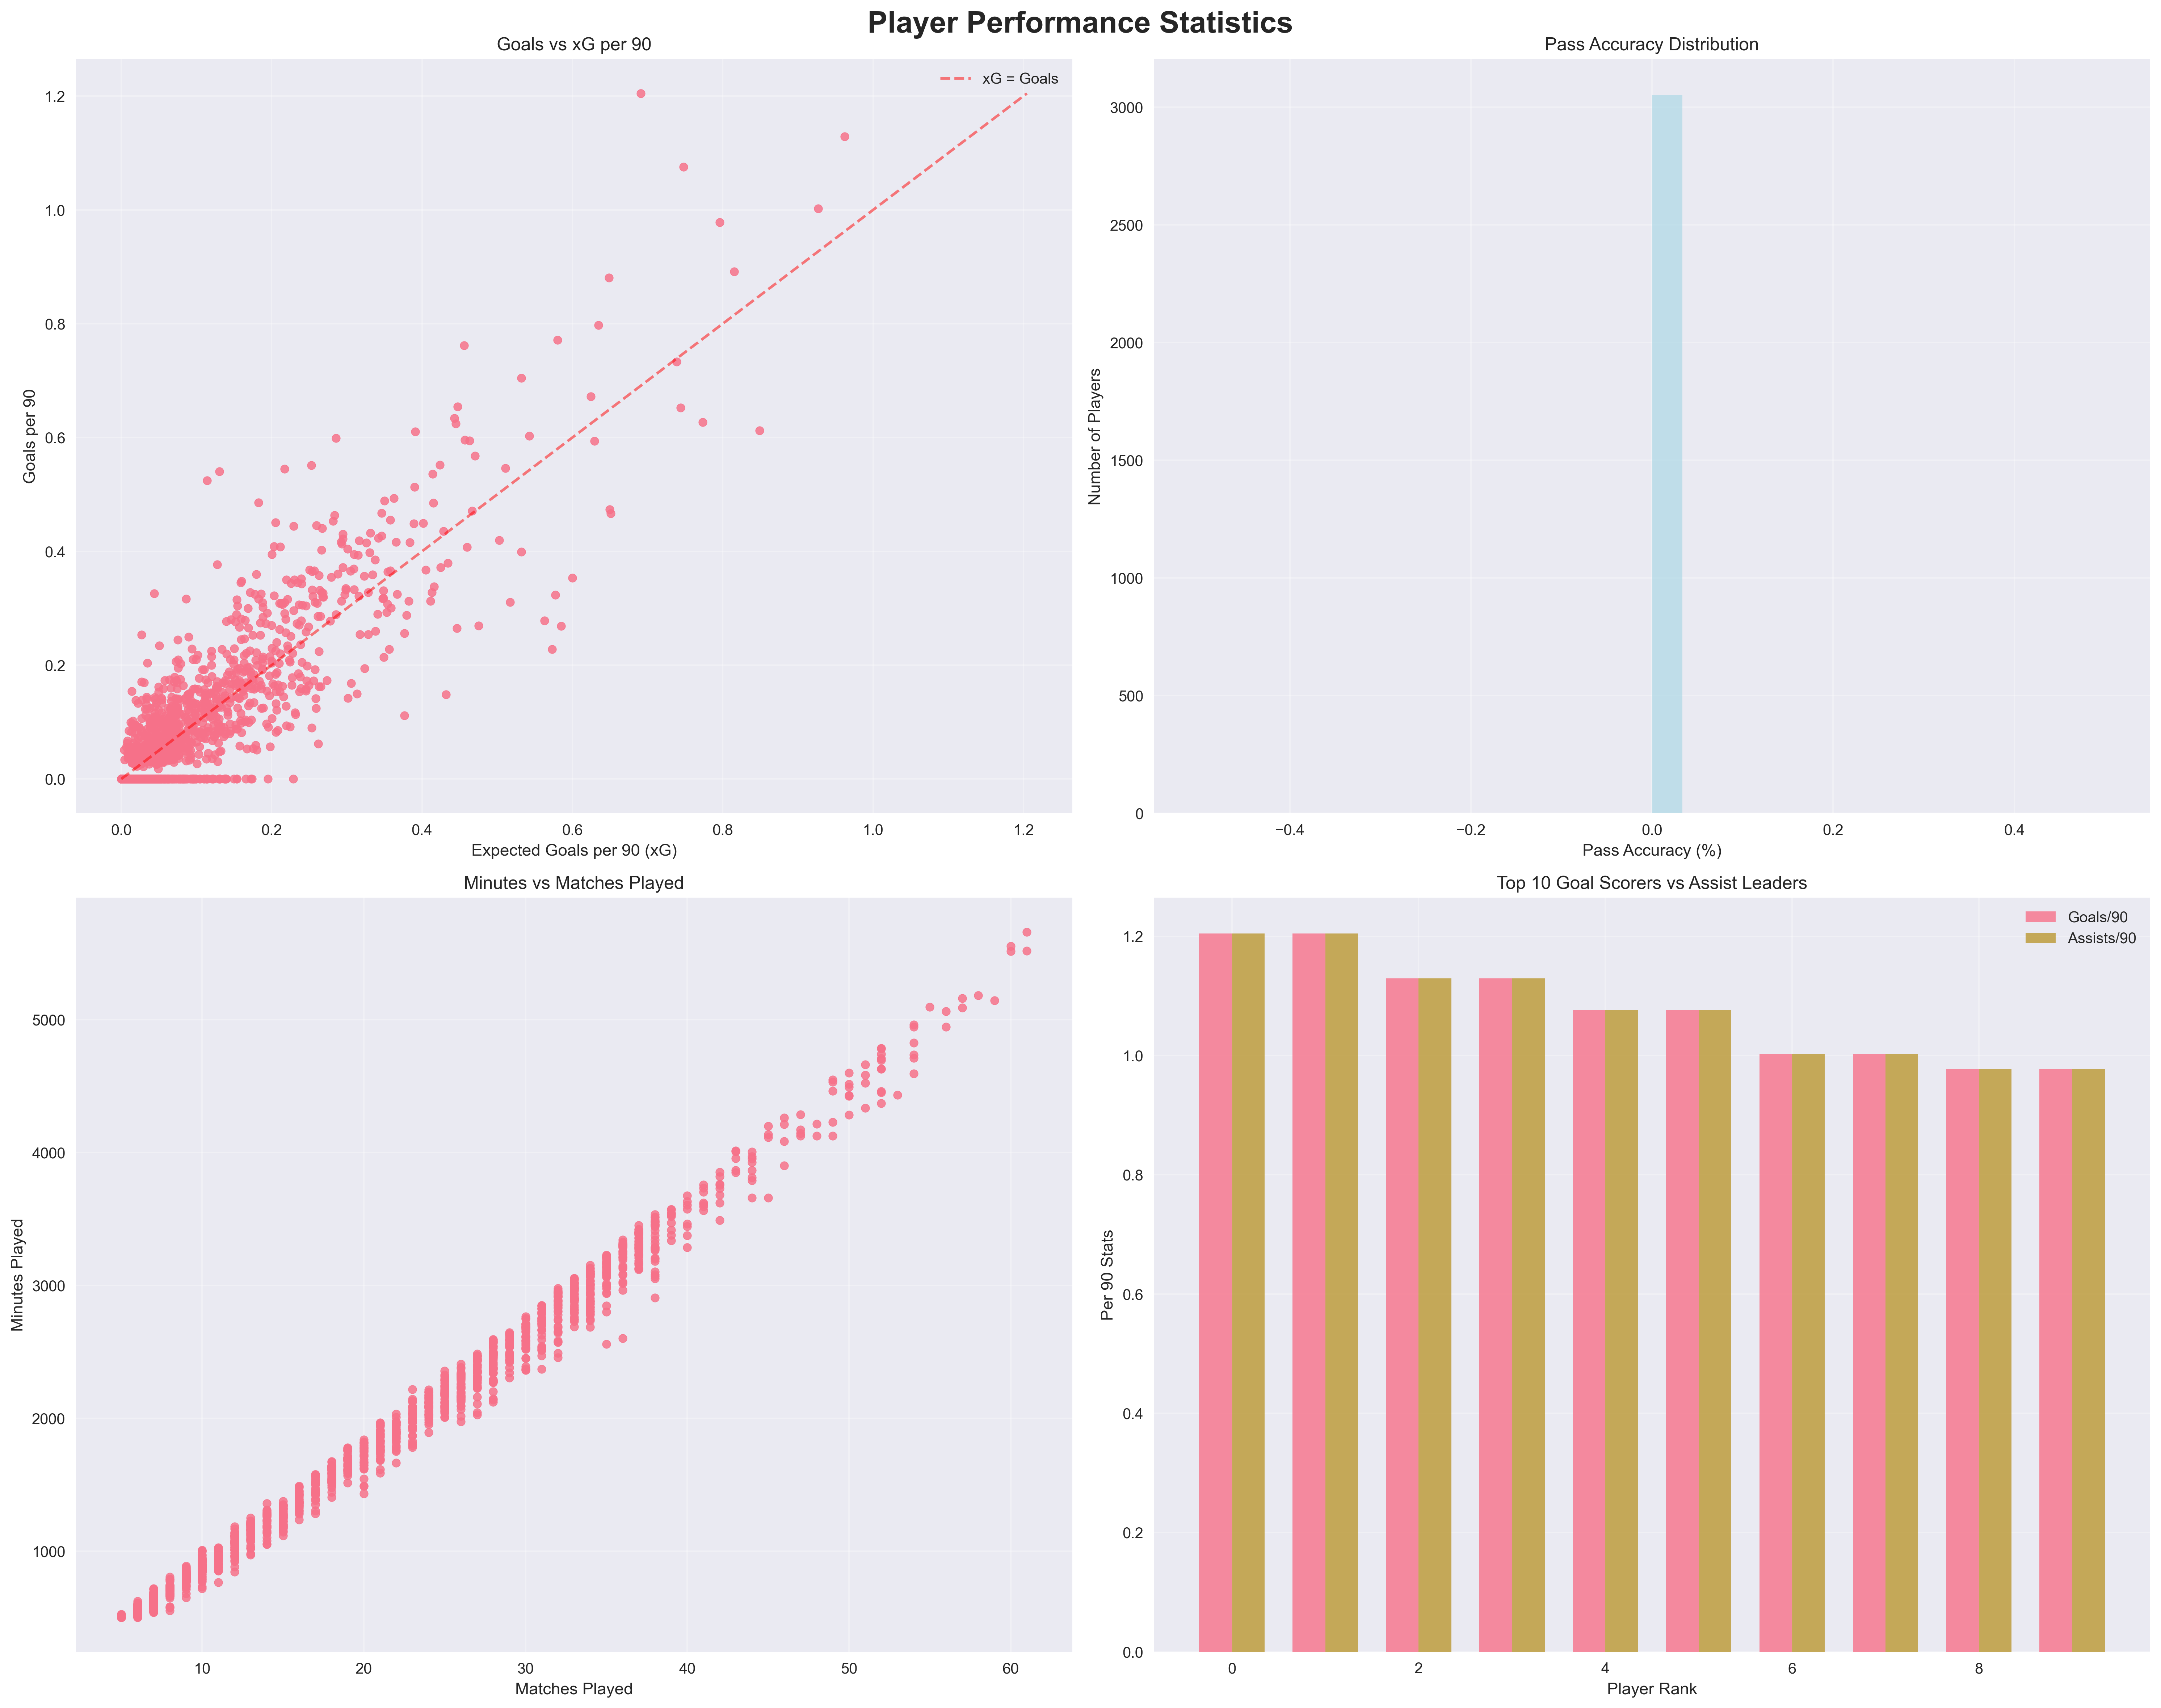 Player Performance Statistics
Goals vs xG per 90
xG = Goals
1.2
1.0
0.8
0.6
0.4
0.2
0.0
Goals per 90
0.0 0.2 0.4 0.6 0.8 1.0 1.2
Expected Goals per 90 (xG)
Pass Accuracy Distribution
3000
2500
2000
1500
1000
500
0
Number of Players
−0.4 −0.2 0.0 0.2 0.4
Pass Accuracy (%)
Minutes vs Matches Played
5000
4000
3000
2000
1000
Minutes Played
10 20 30 40 50 60
Matches Played
Top 10 Goal Scorers vs Assist Leaders
Goals/90
Assists/90
1.2
1.0
0.8
0.6
0.4
0.2
0.0
Per 90 Stats
0 2 4 6 8
Player Rank